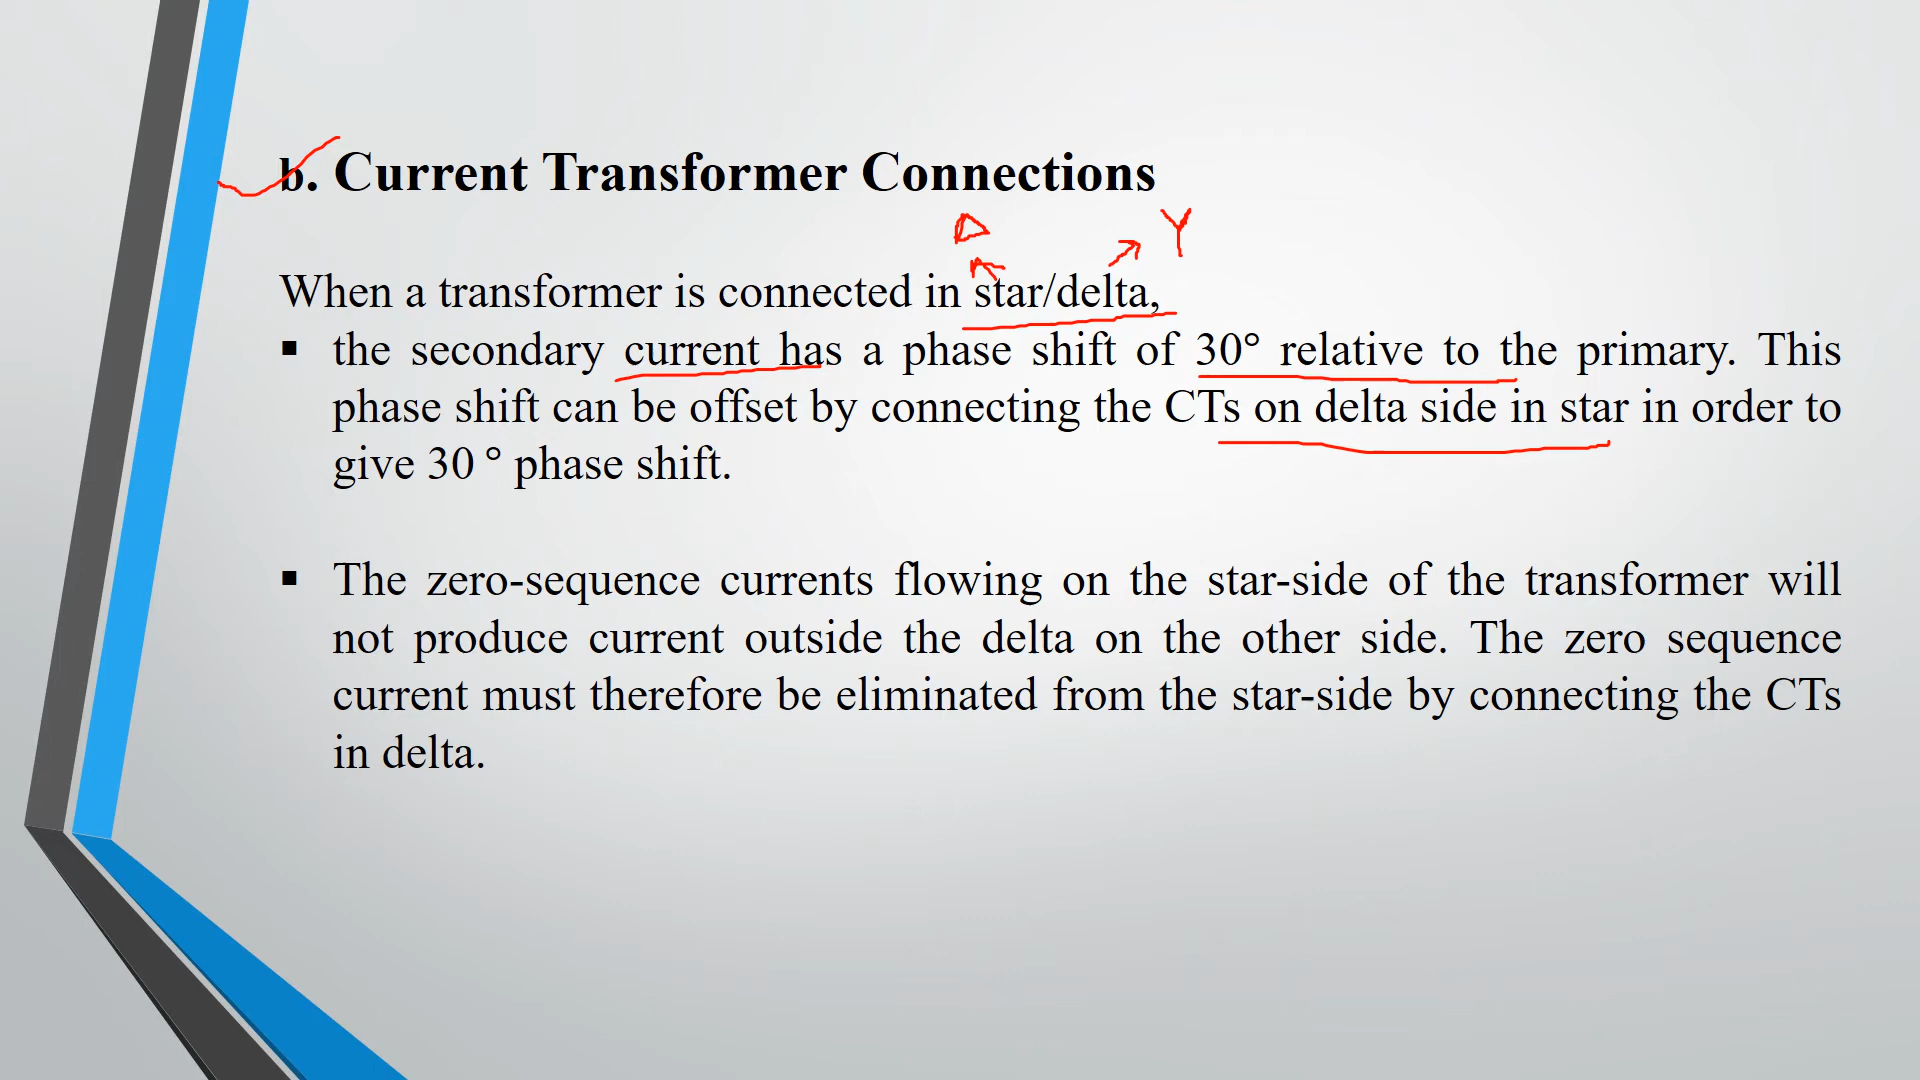 b. Current Transformer Connections
Δ
Y
When a transformer is connected in star/delta,
▪ the secondary current has a phase shift of 30° relative to the primary. This
phase shift can be offset by connecting the CTs on delta side in star in order to
give 30 ° phase shift.
▪ The zero-sequence currents flowing on the star-side of the transformer will
not produce current outside the delta on the other side. The zero sequence
current must therefore be eliminated from the star-side by connecting the CTs
in delta.